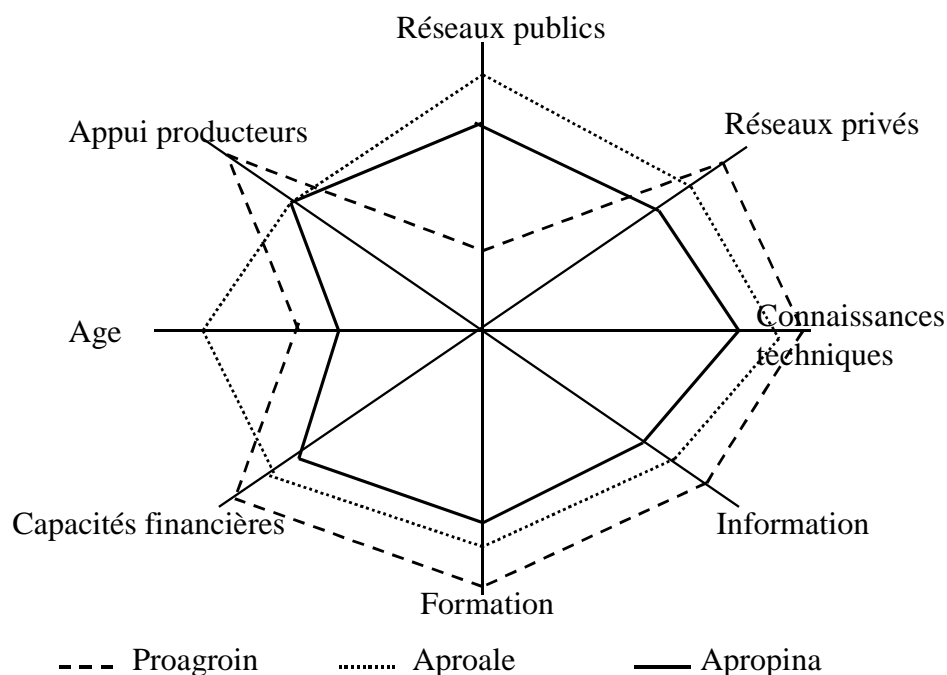 Réseaux publics
Appui producteurs
Réseaux privés
Age
Connaissances
techniques
Capacités financières
Information
Formation
Proagroin
Aproale
Apropina